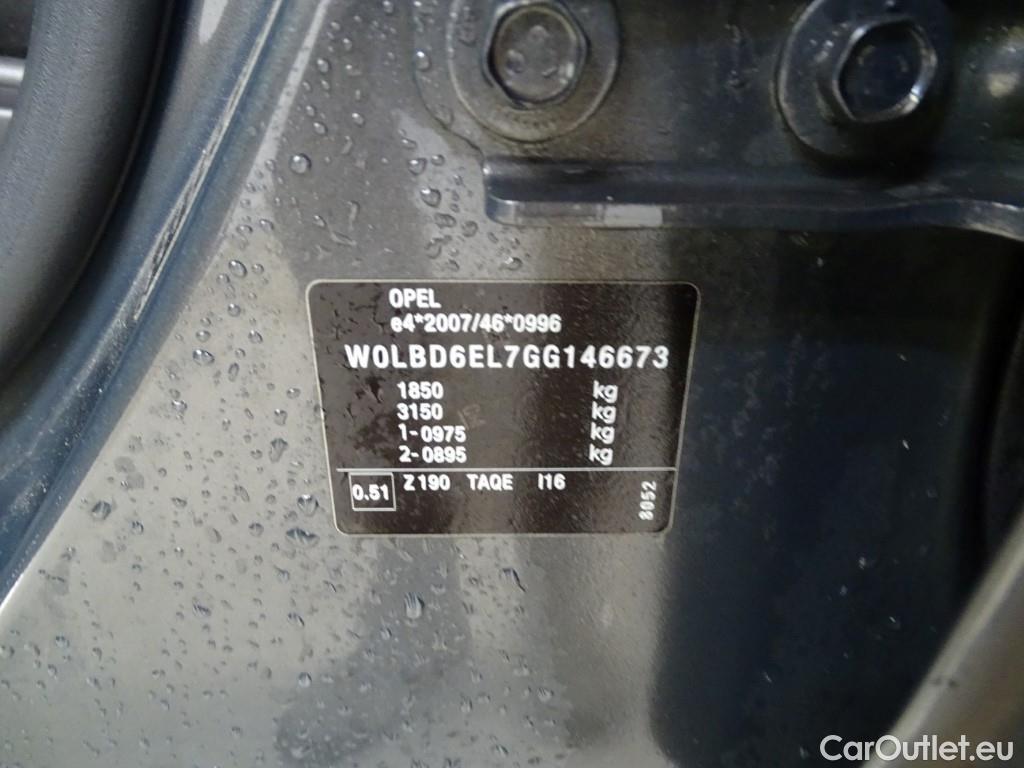 OPEL
e4*2007/46*0996
W0LBD6EL7GG146673
1850 kg
3150 kg
1-0975 kg
2-0895 kg
0.51 Z190 TAQE I16
8052
CarOutlet.eu